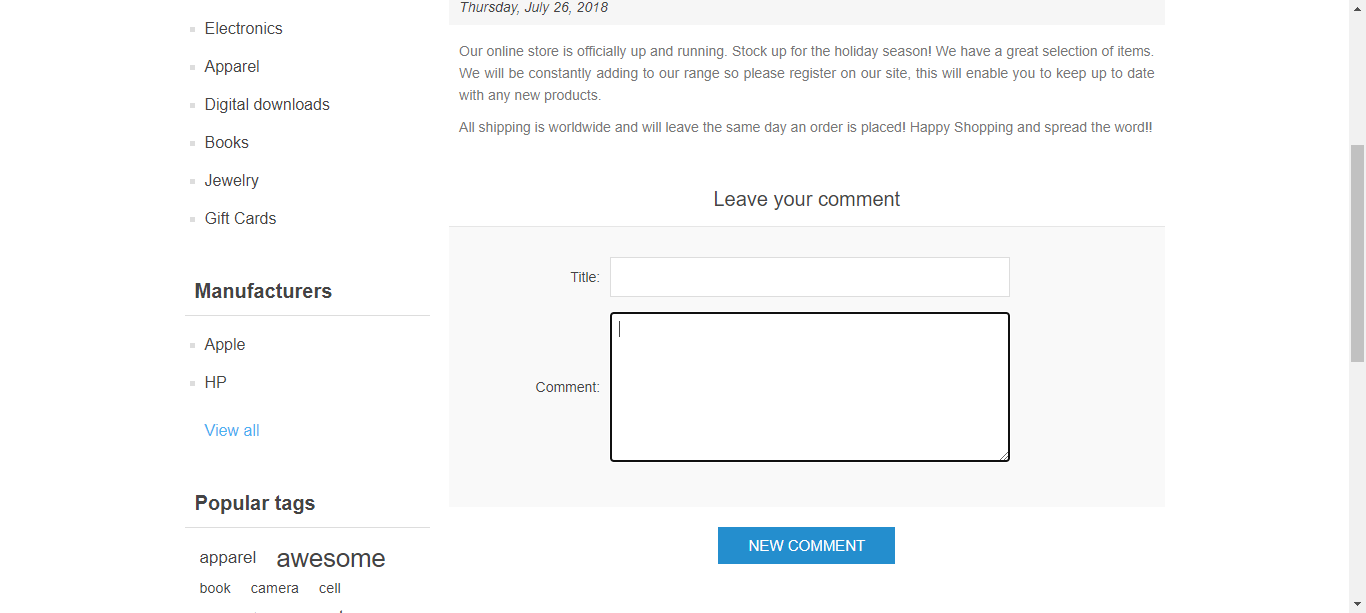 Electronics
Apparel
Digital downloads
Books
Jewelry
Gift Cards
Manufacturers
Apple
HP
View all
Popular tags
apparel awesome
book camera cell
Thursday, July 26, 2018
Our online store is officially up and running. Stock up for the holiday season! We have a great selection of items.
We will be constantly adding to our range so please register on our site, this will enable you to keep up to date
with any new products.
All shipping is worldwide and will leave the same day an order is placed! Happy Shopping and spread the word!!
Leave your comment
Title:
Comment:
NEW COMMENT